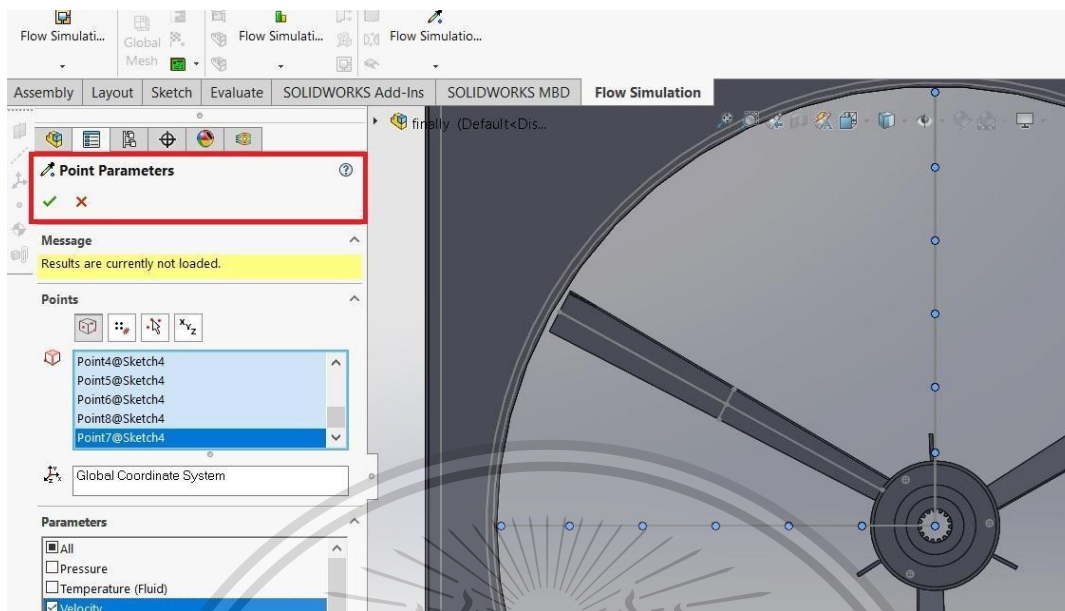 Flow Simulati...
Global
Mesh
Flow Simulati...
Flow Simulatio...
Assembly Layout Sketch Evaluate SOLIDWORKS Add-Ins SOLIDWORKS MBD Flow Simulation
finally (Default<Dis...
Point Parameters
Message
Results are currently not loaded.
Points
XYZ
Point4@Sketch4
Point5@Sketch4
Point6@Sketch4
Point8@Sketch4
Point7@Sketch4
Global Coordinate System
Parameters
All
Pressure
Temperature (Fluid)
Velocity